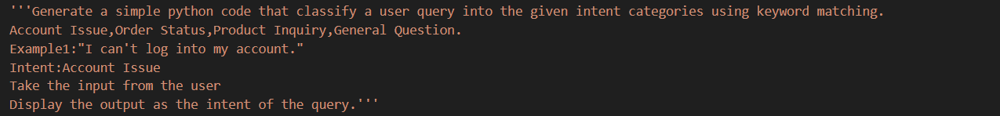 '''Generate a simple python code that classify a user query into the given intent categories using keyword matching.
Account Issue,Order Status,Product Inquiry,General Question.
Example1:"I can't log into my account."
Intent:Account Issue
Take the input from the user
Display the output as the intent of the query.'''